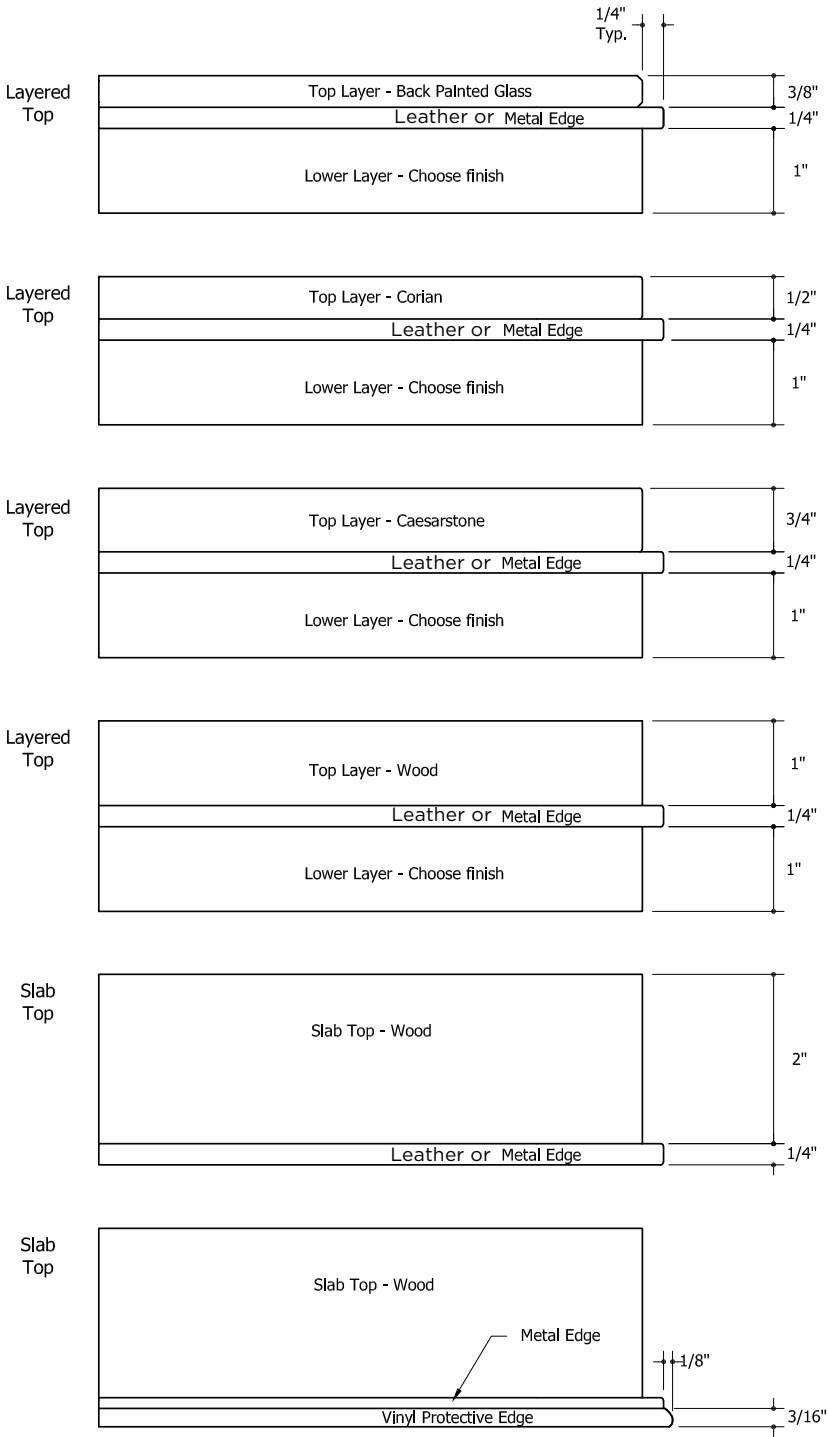 1/4"
Typ.
Layered
Top
Top Layer - Back Painted Glass
3/8"
Leather or Metal Edge
1/4"
Lower Layer - Choose finish
1"
Layered
Top
Top Layer - Corian
1/2"
Leather or Metal Edge
1/4"
Lower Layer - Choose finish
1"
Layered
Top
Top Layer - Caesarstone
3/4"
Leather or Metal Edge
1/4"
Lower Layer - Choose finish
1"
Layered
Top
Top Layer - Wood
1"
Leather or Metal Edge
1/4"
Lower Layer - Choose finish
1"
Slab
Top
Slab Top - Wood
2"
Leather or Metal Edge
1/4"
Slab
Top
Slab Top - Wood
Metal Edge
1/8"
Vinyl Protective Edge
3/16"